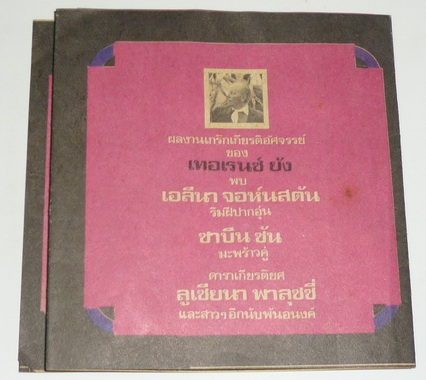 ผลงานเกริกเกียรติอัศจรรย์
ของ
เทอเรนซ์ ยัง
พบ
เอลีนา จอห์นสตัน
ริมฝีปากอุ่น
ซาบีน ซัน
มะพร้าวคู่
ดาราเกียรติยศ
ลูเซียนา พาลุซซี่
และสาวๆ อีกนับพันอนงค์